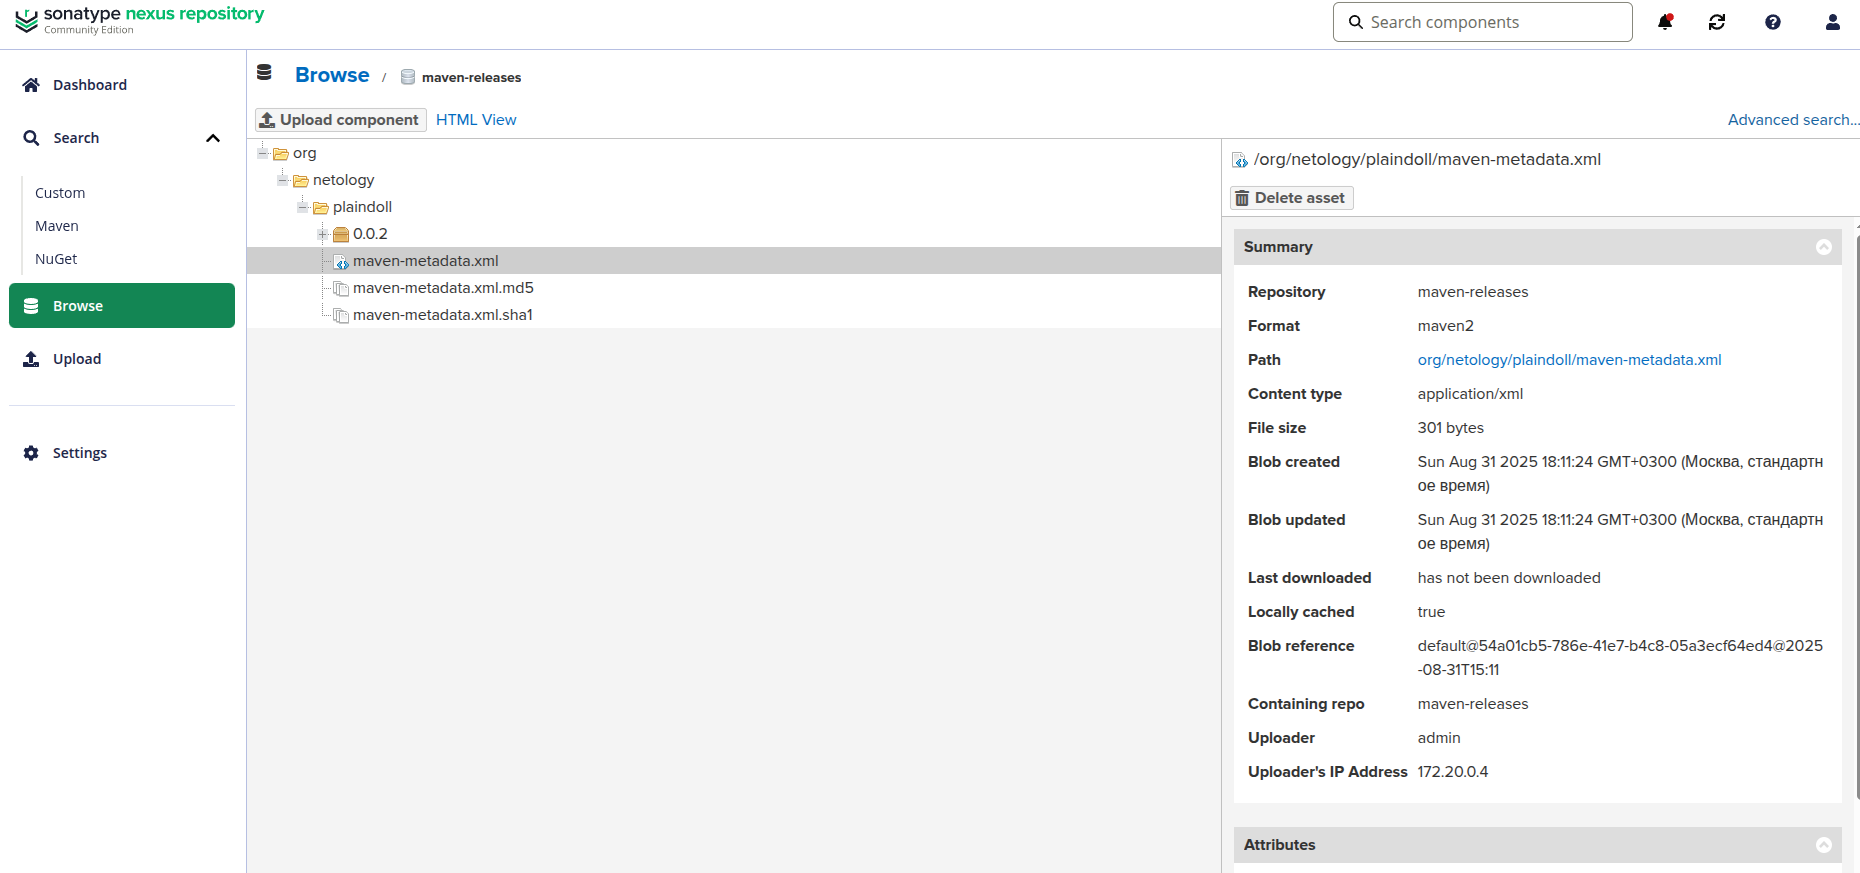 sonatype nexus repository
Community Edition
Search components
Dashboard
Search
Custom
Maven
NuGet
Browse
Upload
Settings
Browse / maven-releases
Upload component HTML View Advanced search...
org
netology
plaindoll
0.0.2
maven-metadata.xml
maven-metadata.xml.md5
maven-metadata.xml.sha1
/org/netology/plaindoll/maven-metadata.xml
Delete asset
Summary
Repository maven-releases
Format maven2
Path org/netology/plaindoll/maven-metadata.xml
Content type application/xml
File size 301 bytes
Blob created Sun Aug 31 2025 18:11:24 GMT+0300 (Москва, стандартн
ое время)
Blob updated Sun Aug 31 2025 18:11:24 GMT+0300 (Москва, стандартн
ое время)
Last downloaded has not been downloaded
Locally cached true
Blob reference default@54a01cb5-786e-41e7-b4c8-05a3ecf64ed4@2025
-08-31T15:11
Containing repo maven-releases
Uploader admin
Uploader's IP Address 172.20.0.4
Attributes